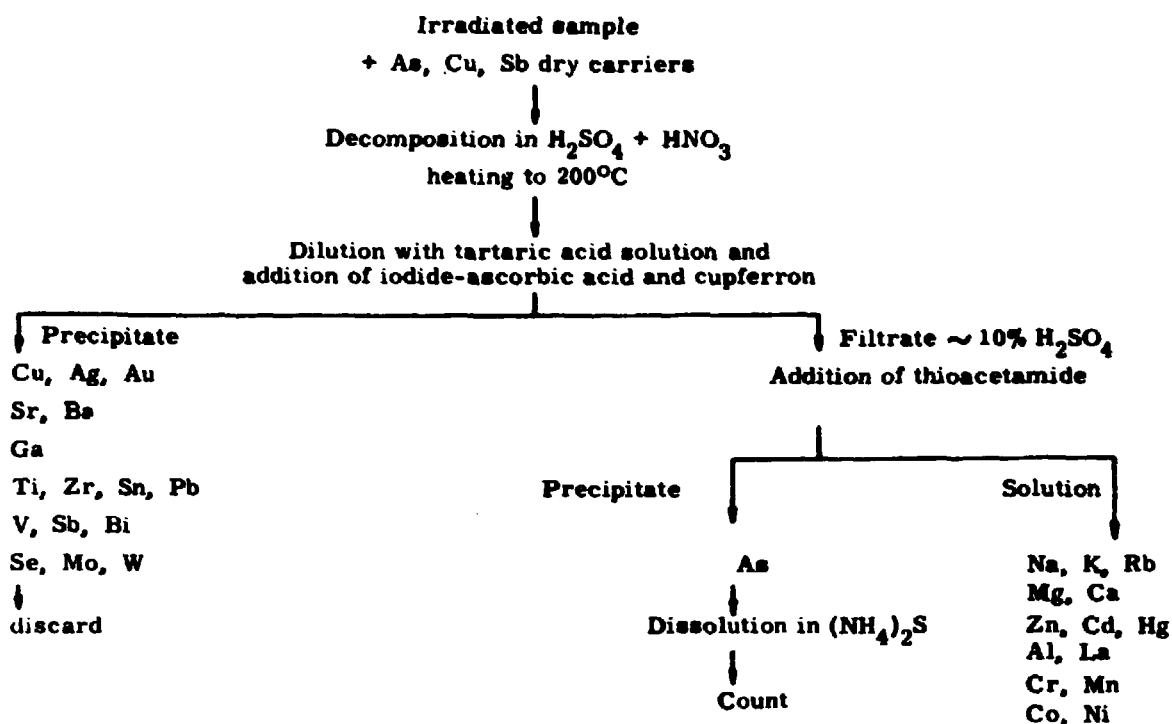 Irradiated sample
+ As, Cu, Sb dry carriers
Decomposition in H2SO4 + HNO3
heating to 200°C
Dilution with tartaric acid solution and
addition of iodide-ascorbic acid and cupferron
Precipitate
Cu, Ag, Au
Sr, Ba
Ga
Ti, Zr, Sn, Pb
V, Sb, Bi
Se, Mo, W
discard
Filtrate ~ 10% H2SO4
Addition of thioacetamide
Precipitate
As
Dissolution in (NH4)2S
Count
Solution
Na, K, Rb
Mg, Ca
Zn, Cd, Hg
Al, La
Cr, Mn
Co, Ni